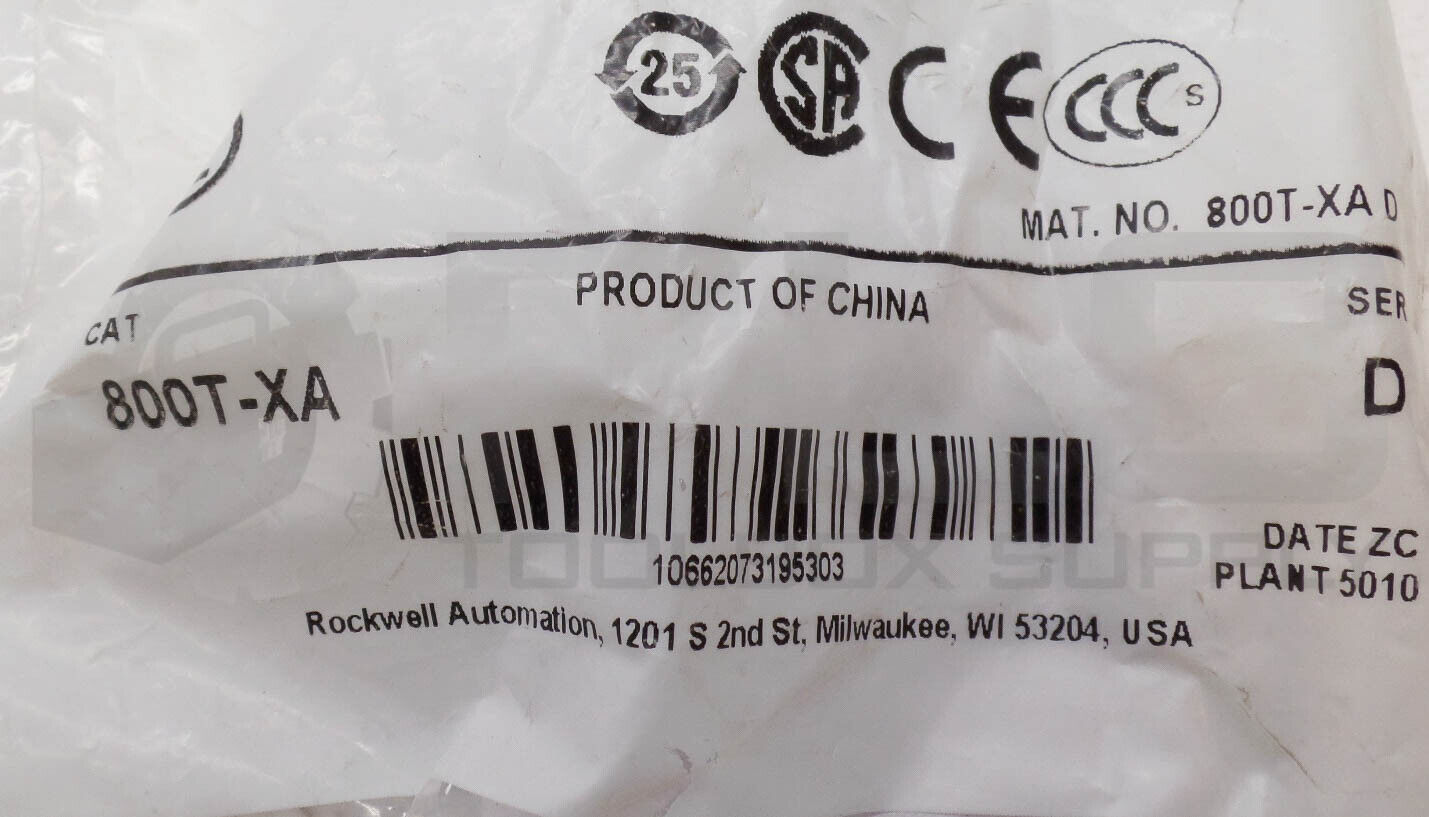 25 SA CE CCC S
MAT. NO. 800T-XA D
PRODUCT OF CHINA
CAT
SER
800T-XA
D
10662073195303
DATE ZC
PLANT 5010
Rockwell Automation, 1201 S 2nd St, Milwaukee, WI 53204, USA